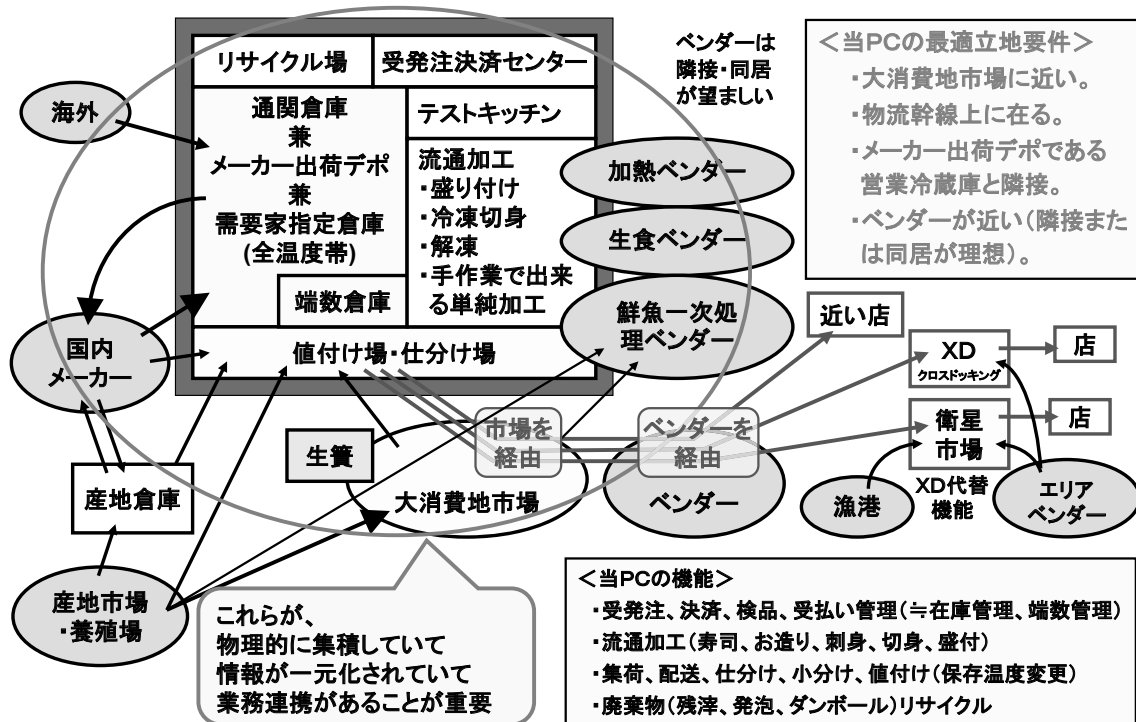 リサイクル場
受発注決済センター
通関倉庫
兼
メーカー出荷デポ
兼
需要家指定倉庫
(全温度帯)
端数倉庫
テストキッチン
流通加工
・盛り付け
・冷凍切身
・解凍
・手作業で出来
る単純加工
値付け場・仕分け場
海外
国内
メーカー
産地倉庫
産地市場
・養殖場
生簀
大消費地市場
市場を
経由
ベンダーを
経由
ベンダー
ベンダーは
隣接・同居
が望ましい
加熱ベンダー
生食ベンダー
鮮魚一次処
理ベンダー
<当PCの最適立地要件>
・大消費地市場に近い。
・物流幹線上に在る。
・メーカー出荷デポである
営業冷蔵庫と隣接。
・ベンダーが近い(隣接また
は同居が理想)。
近い店
XD
クロスドッキング
店
衛星
市場
店
XD代替
機能
漁港
エリア
ベンダー
これらが、
物理的に集積していて
情報が一元化されていて
業務連携があることが重要
<当PCの機能>
・受発注、決済、検品、受払い管理(≒在庫管理、端数管理)
・流通加工(寿司、お造り、刺身、切身、盛付)
・集荷、配送、仕分け、小分け、値付け(保存温度変更)
・廃棄物(残滓、発泡、ダンボール)リサイクル